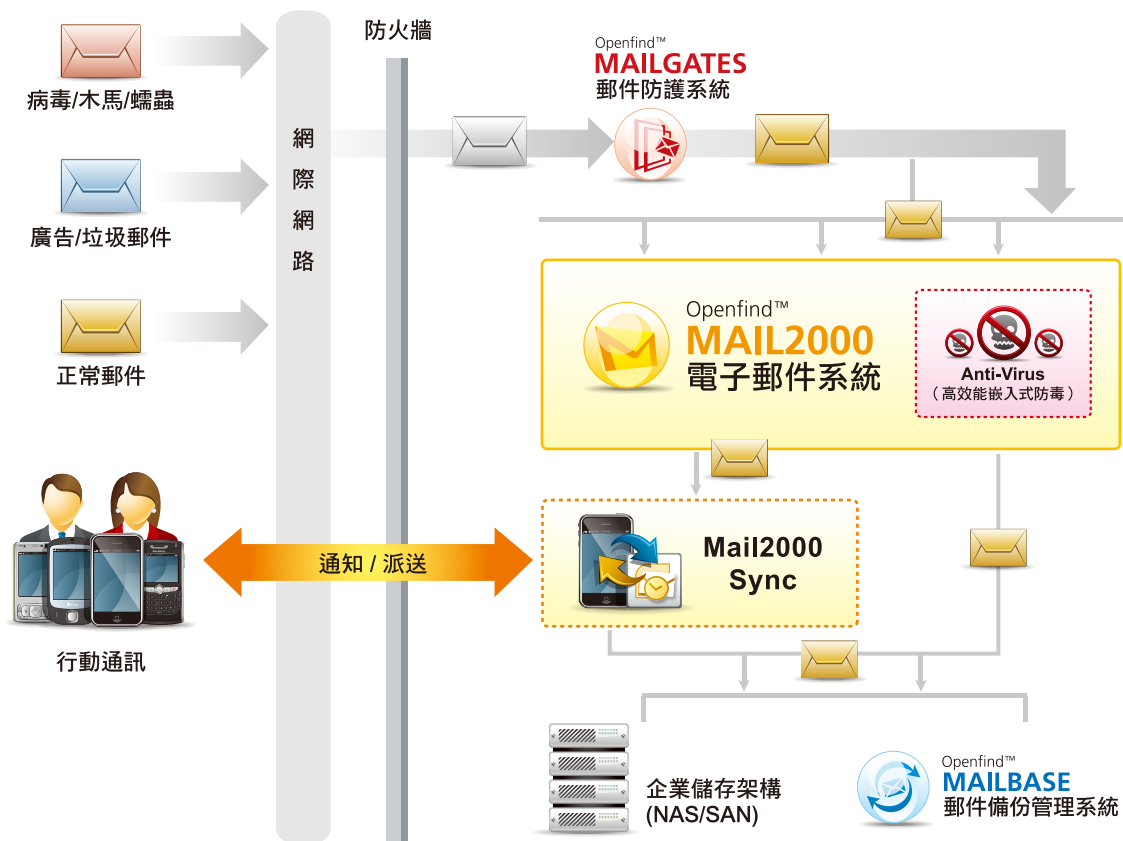 病毒/木馬/蠕蟲
廣告/垃圾郵件
正常郵件
行動通訊
網際網路
防火牆
Openfind™
MAILGATES
郵件防護系統
Openfind™
MAIL2000
電子郵件系統
Anti-Virus
(高效能嵌入式防毒)
通知 / 派送
Mail2000
Sync
企業儲存架構
(NAS/SAN)
Openfind™
MAILBASE
郵件備份管理系統